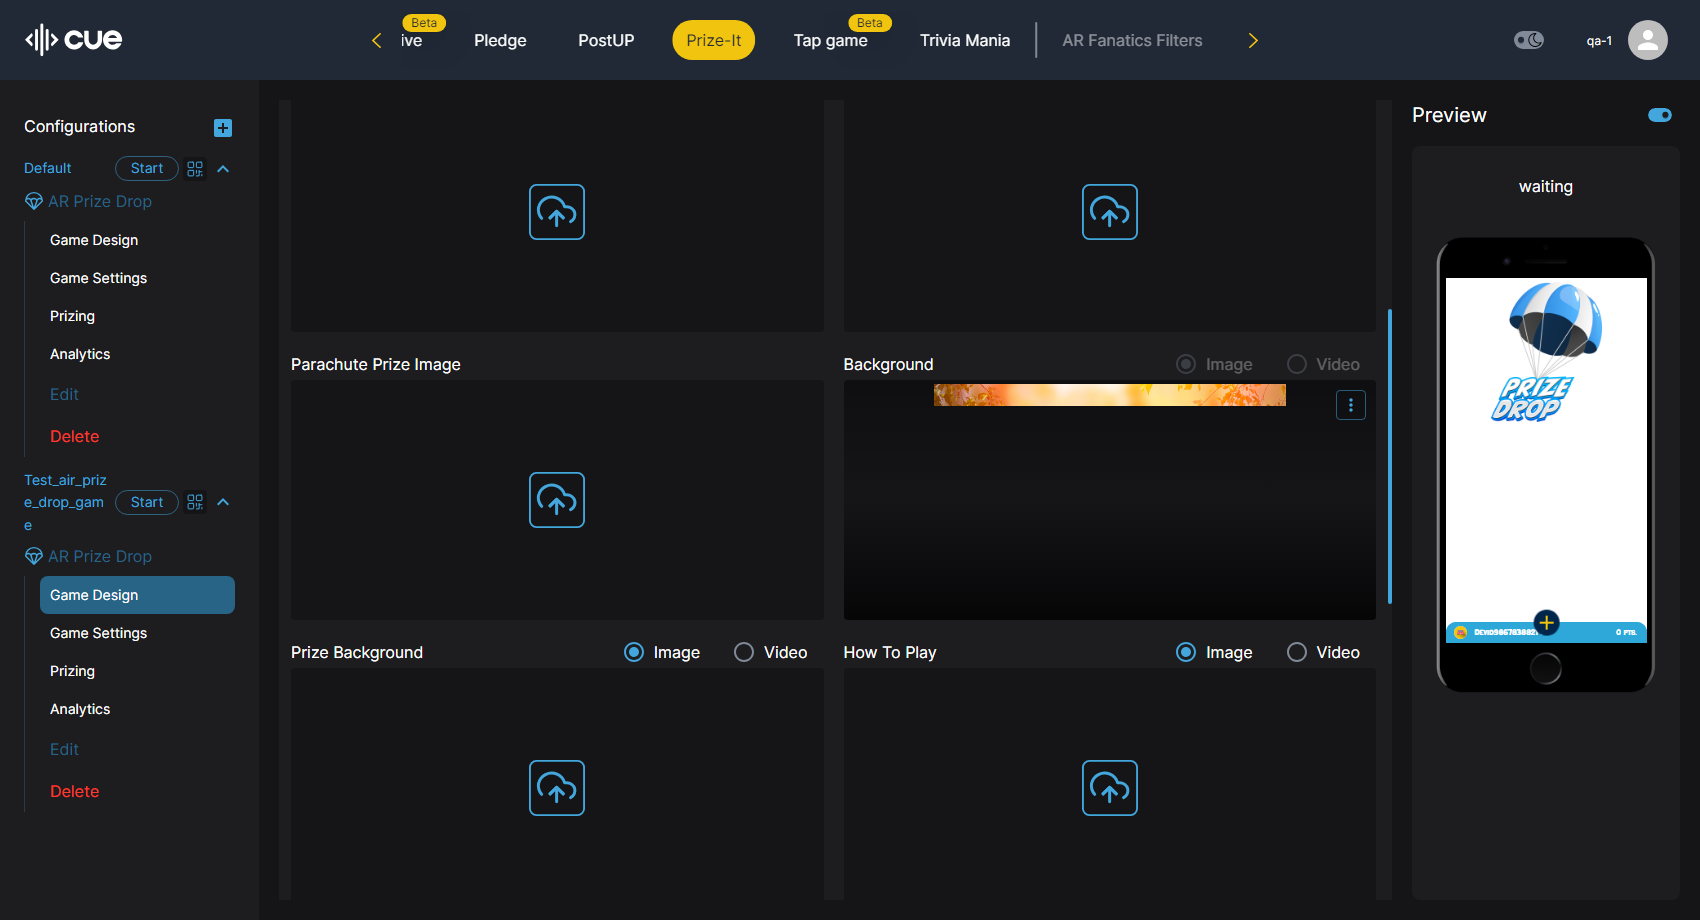 cue
Beta
ive
Pledge
PostUP
Prize-It
Beta
Tap game
Trivia Mania
AR Fanatics Filters
qa-1
Configurations
Default
Start
AR Prize Drop
Game Design
Game Settings
Prizing
Analytics
Edit
Delete
Test_air_priz
e_drop_gam
e
Start
AR Prize Drop
Game Design
Game Settings
Prizing
Analytics
Edit
Delete
Parachute Prize Image
Background
Image
Video
Prize Background
Image
Video
How To Play
Image
Video
Preview
waiting
PRIZE
DROP
0 PTS.